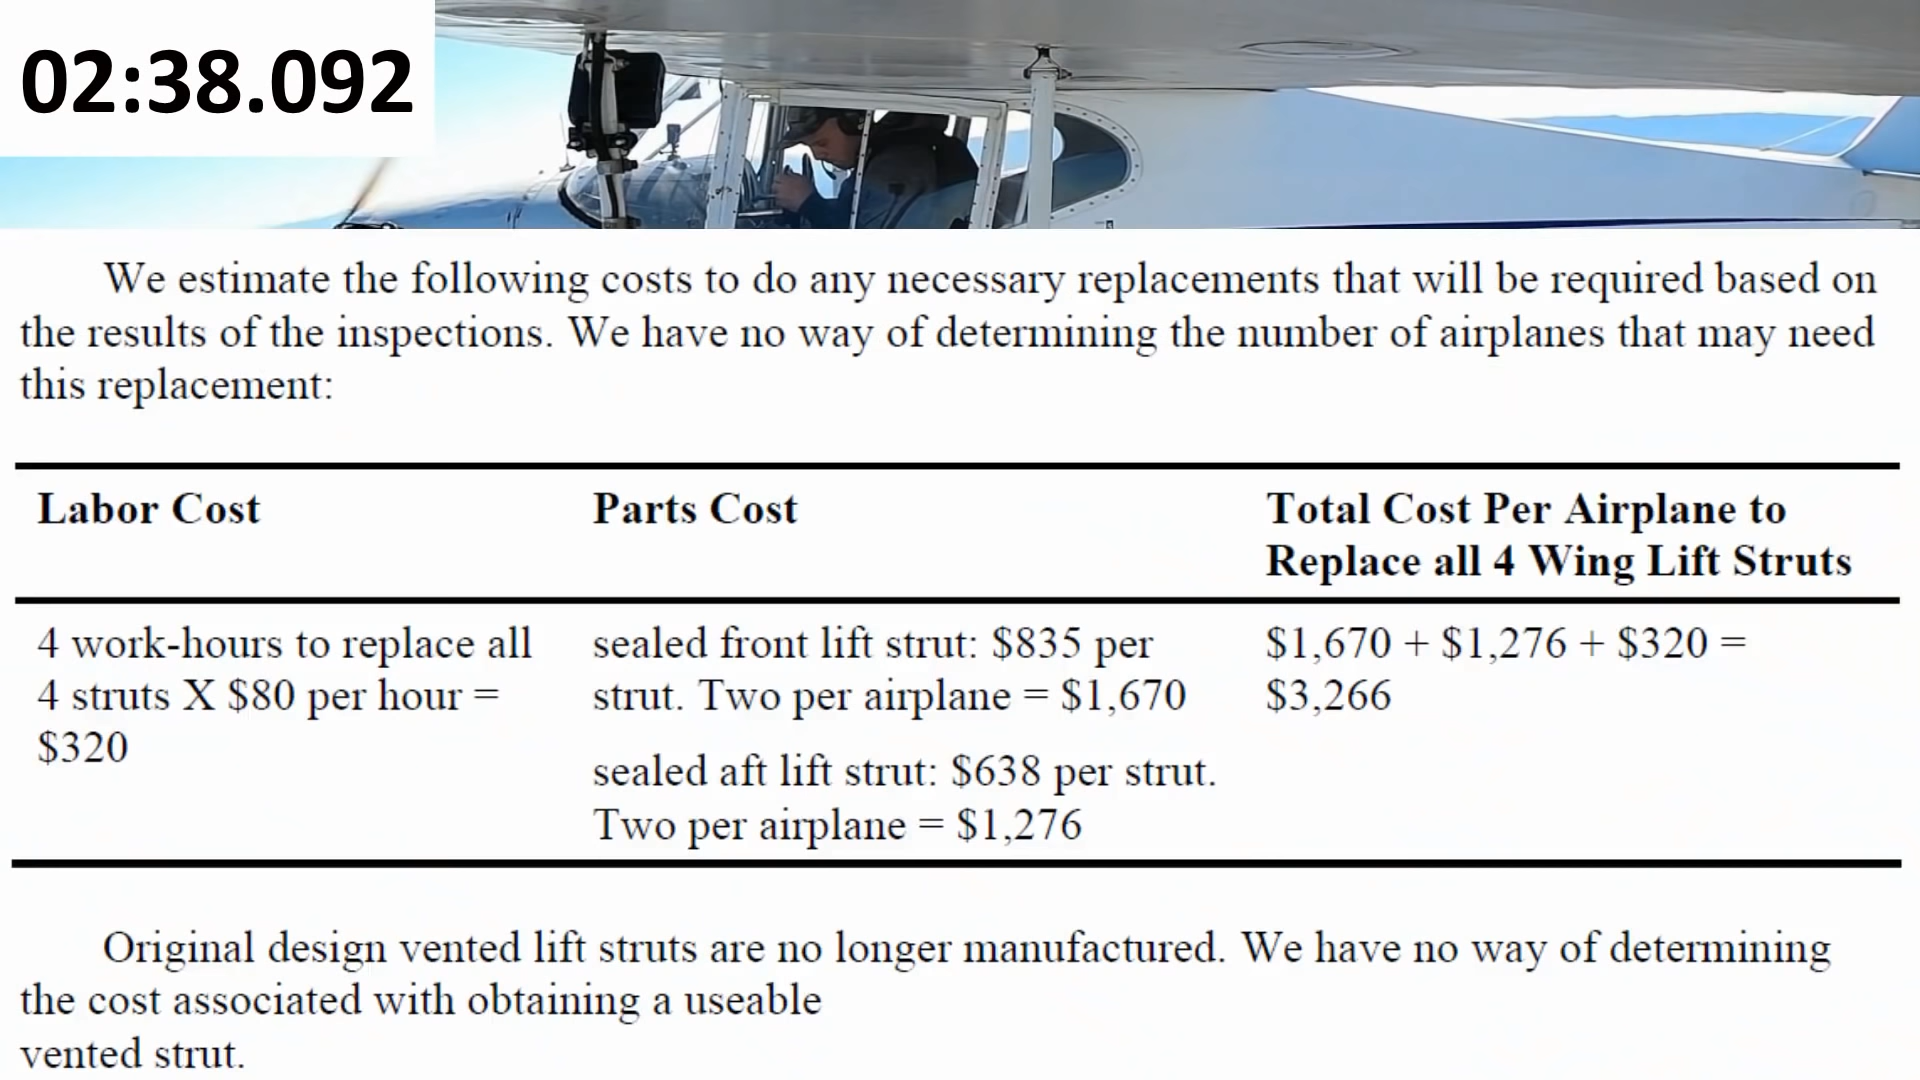 02:38.092
We estimate the following costs to do any necessary replacements that will be required based on
the results of the inspections. We have no way of determining the number of airplanes that may need
this replacement:
Labor Cost
Parts Cost
Total Cost Per Airplane to
Replace all 4 Wing Lift Struts
4 work-hours to replace all
4 struts X $80 per hour =
$320
sealed front lift strut: $835 per
strut. Two per airplane = $1,670
sealed aft lift strut: $638 per strut.
Two per airplane = $1,276
$1,670 + $1,276 + $320 =
$3,266
Original design vented lift struts are no longer manufactured. We have no way of determining
the cost associated with obtaining a useable
vented strut.